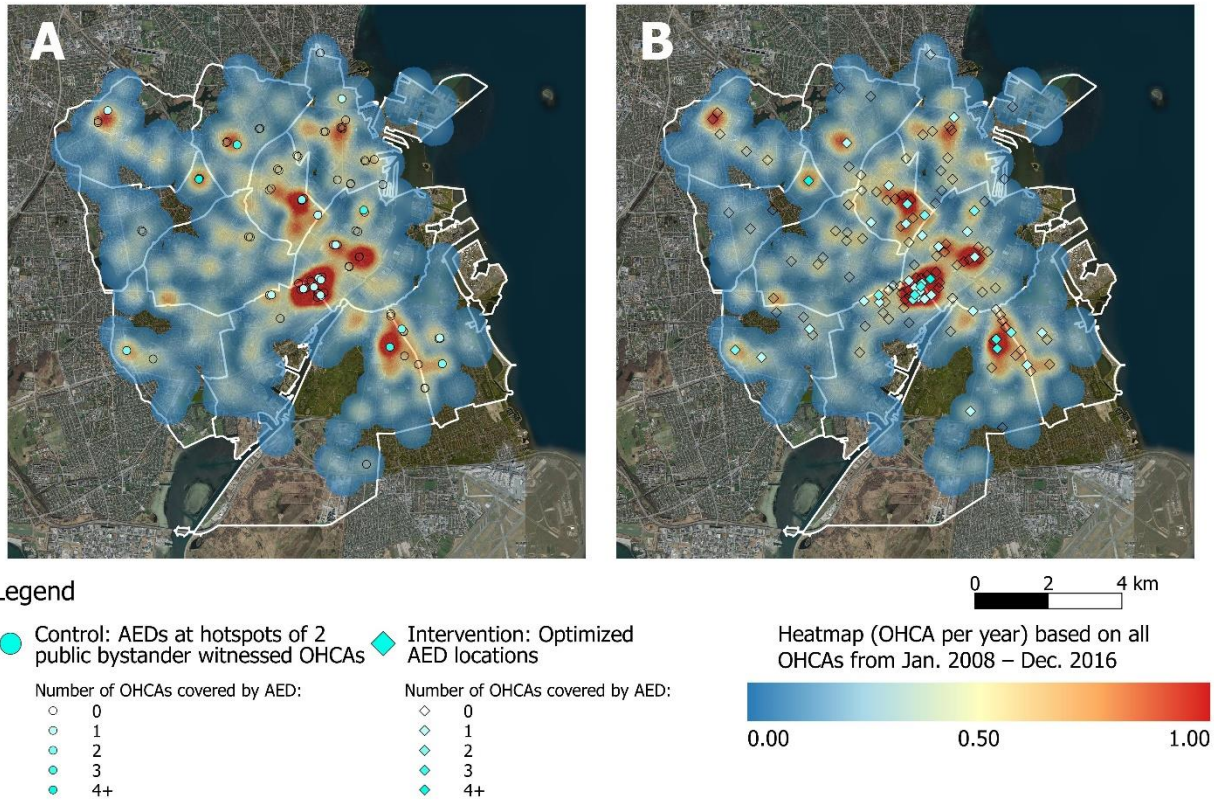 A
B
Legend
0 2 4 km
Control: AEDs at hotspots of 2
public bystander witnessed OHCAs
Number of OHCAs covered by AED:
0
1
2
3
4+
Intervention: Optimized
AED locations
Number of OHCAs covered by AED:
0
1
2
3
4+
Heatmap (OHCA per year) based on all
OHCAs from Jan. 2008 – Dec. 2016
0.00 0.50 1.00